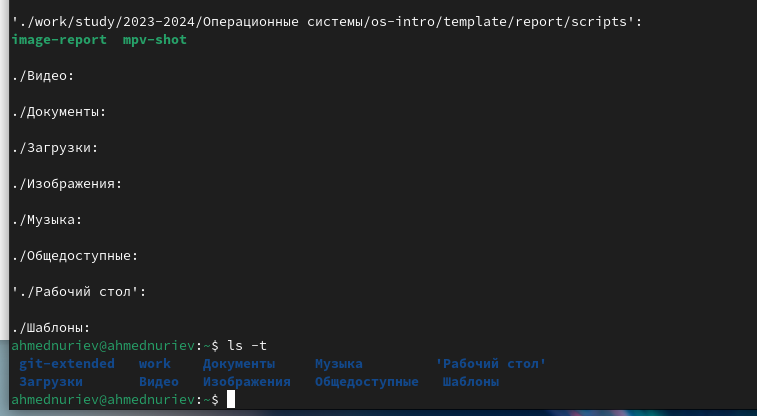 './work/study/2023-2024/Операционные системы/os-intro/template/report/scripts':
image-report  mpv-shot
./Видео:
./Документы:
./Загрузки:
./Изображения:
./Музыка:
./Общедоступные:
'./Рабочий стол':
./Шаблоны:
ahmednuriev@ahmednuriev:~$ ls -t
git-extended   work    Документы     Музыка         'Рабочий стол'
Загрузки       Видео   Изображения   Общедоступные   Шаблоны
ahmednuriev@ahmednuriev:~$